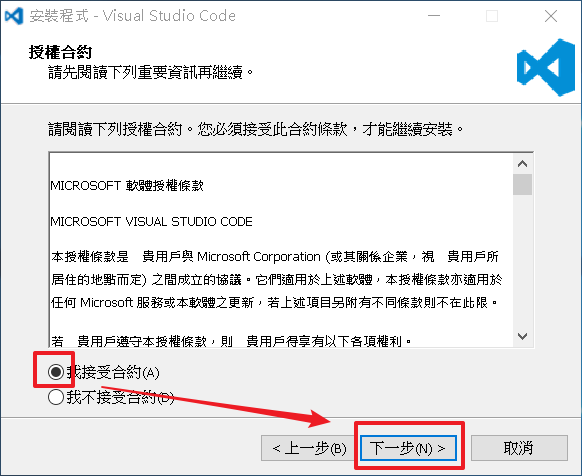 安裝程式 - Visual Studio Code
授權合約
請先閱讀下列重要資訊再繼續。
請閱讀下列授權合約。您必須接受此合約條款，才能繼續安裝。
MICROSOFT 軟體授權條款
MICROSOFT VISUAL STUDIO CODE
本授權條款是　貴用戶與 Microsoft Corporation (或其關係企業，視　貴用戶所
居住的地點而定) 之間成立的協議。它們適用於上述軟體，本授權條款亦適用於
任何 Microsoft 服務或本軟體之更新，若上述項目另附有不同條款則不在此限。
若　貴用戶遵守本授權條款，則　貴用戶得享有以下各項權利。
我接受合約(A)
我不接受合約(D)
< 上一步(B)
下一步(N) >
取消